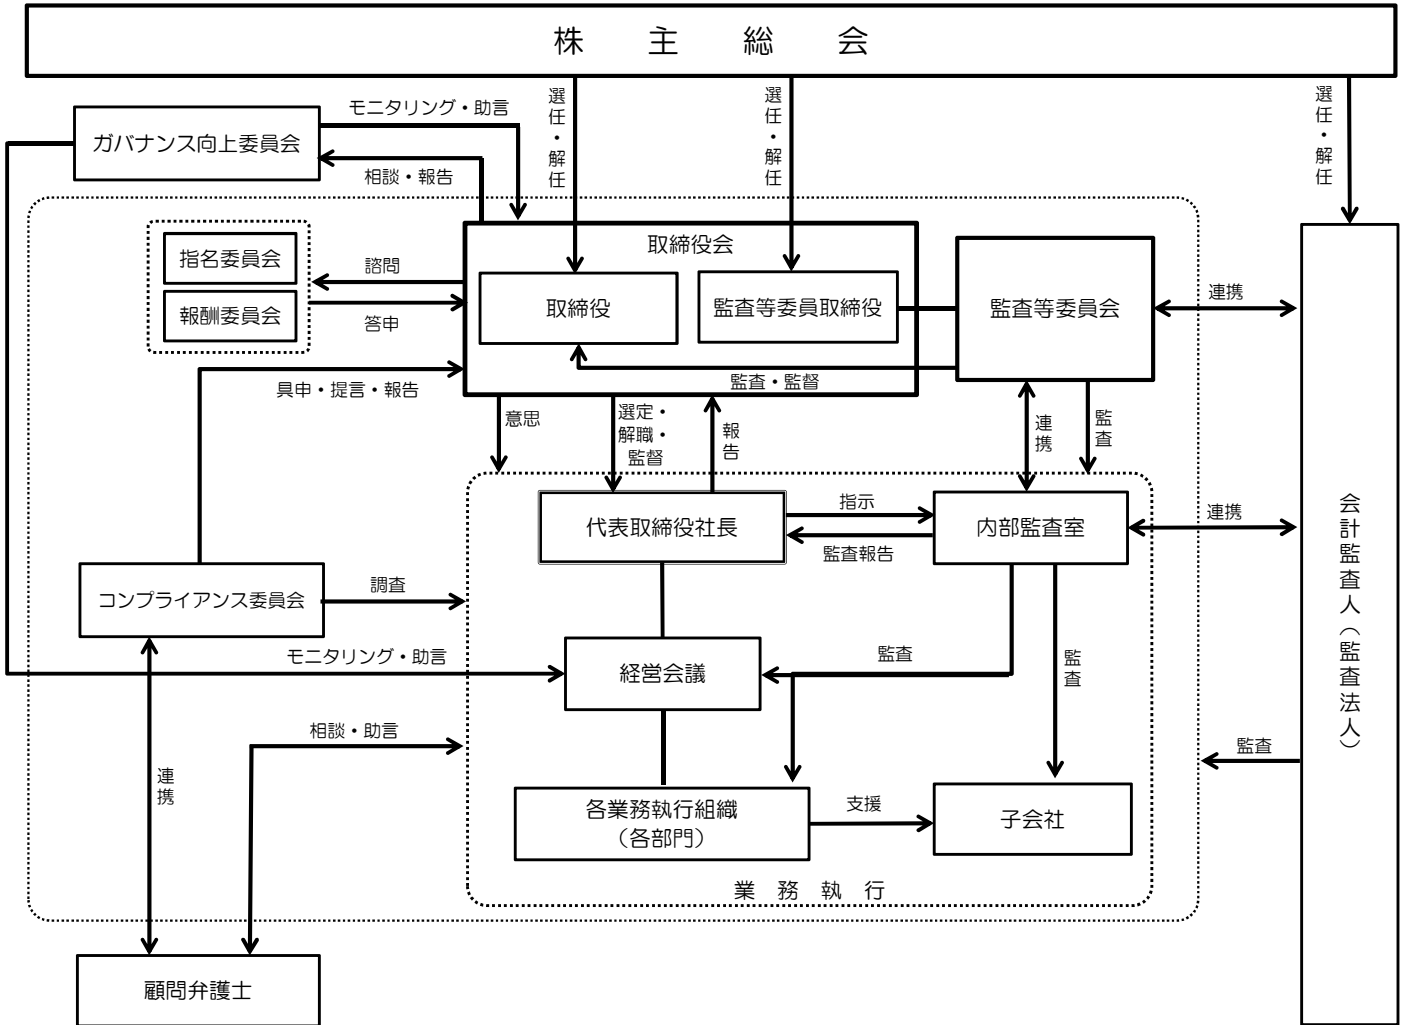 株主総会
モニタリング・助言
選任・解任
選任・解任
選任・解任
ガバナンス向上委員会
相談・報告
指名委員会
報酬委員会
諮問
答申
取締役会
取締役
監査等委員取締役
監査等委員会
連携
監査・監督
具申・提言・報告
意思
選定・
解職・
監督
報告
連携
監査
代表取締役社長
指示
監査報告
内部監査室
連携
会計監査人（監査法人）
コンプライアンス委員会
調査
モニタリング・助言
経営会議
監査
監査
相談・助言
監査
連携
各業務執行組織
（各部門）
支援
子会社
業務執行
顧問弁護士